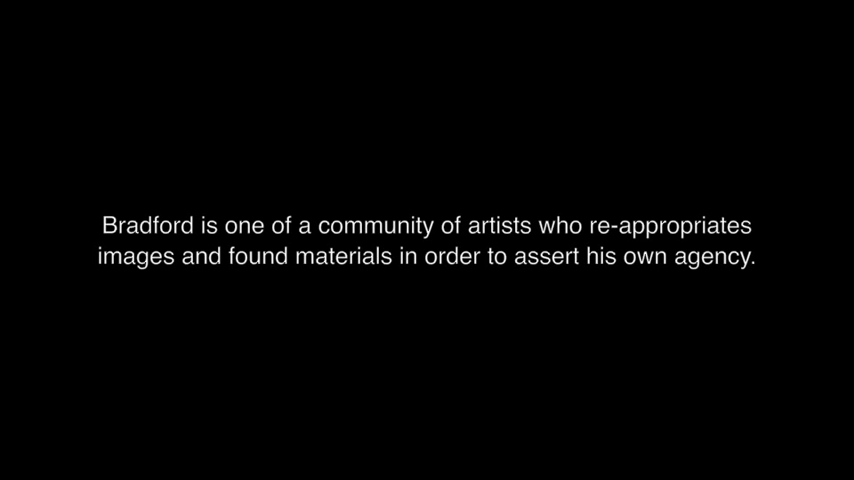 Bradford is one of a community of artists who re-appropriates
images and found materials in order to assert his own agency.